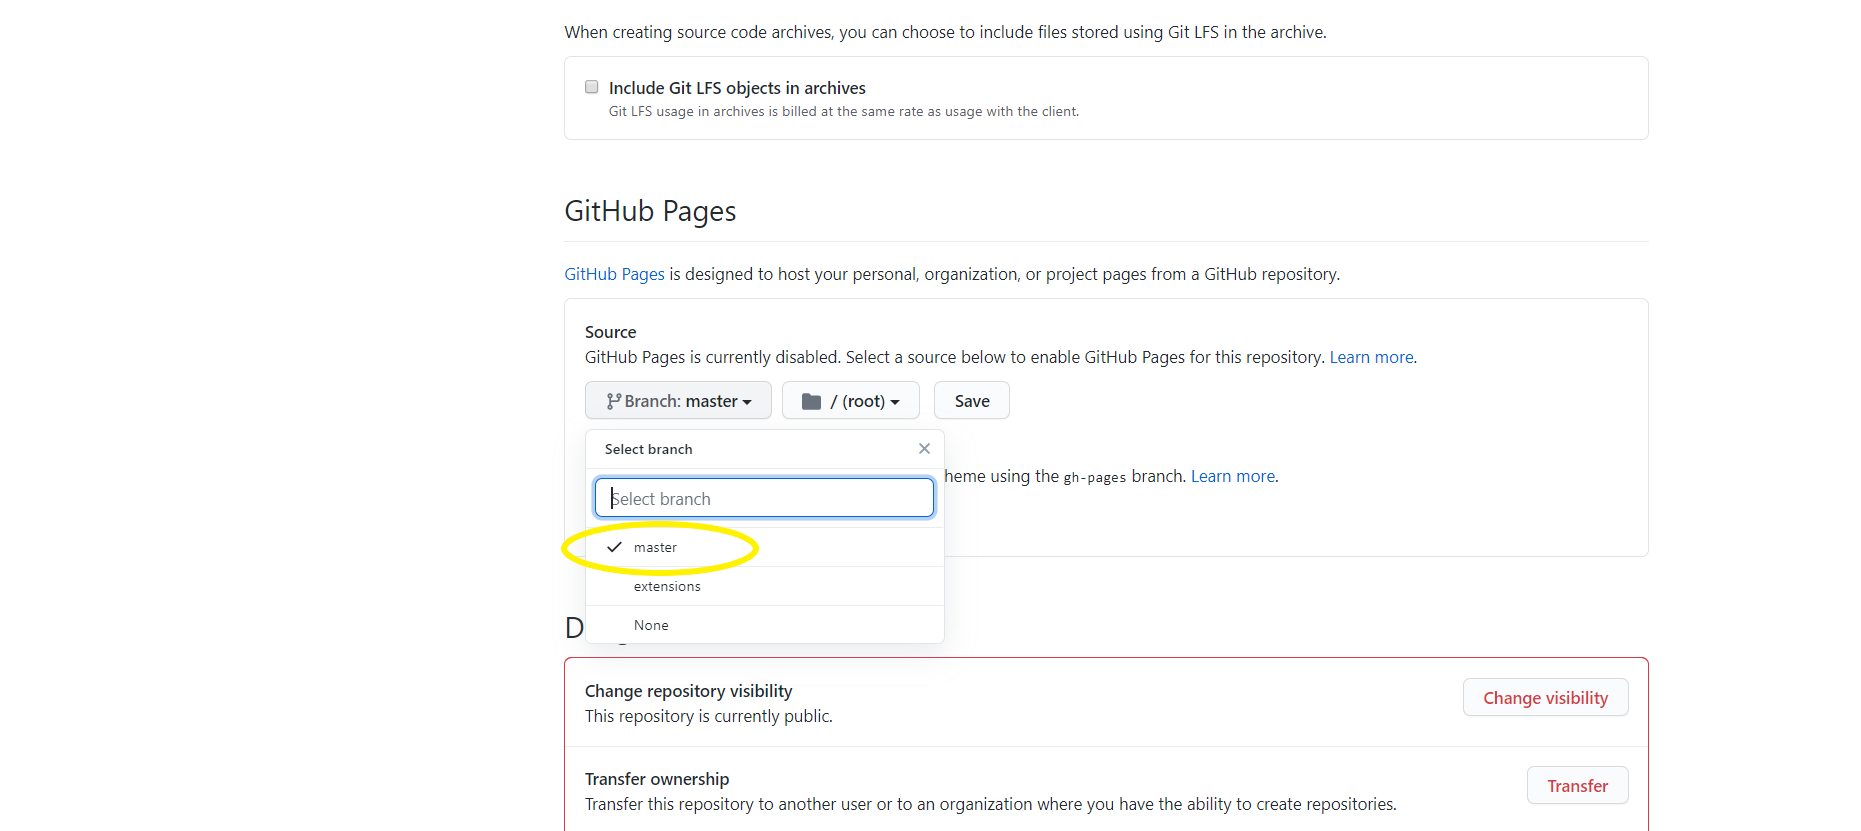 When creating source code archives, you can choose to include files stored using Git LFS in the archive.
Include Git LFS objects in archives
Git LFS usage in archives is billed at the same rate as usage with the client.
GitHub Pages
GitHub Pages is designed to host your personal, organization, or project pages from a GitHub repository.
Source
GitHub Pages is currently disabled. Select a source below to enable GitHub Pages for this repository. Learn more.
Branch: master / (root) Save
Select branch
heme using the gh-pages branch. Learn more.
Select branch
master
extensions
None
D
Change repository visibility
Change visibility
This repository is currently public.
Transfer ownership
Transfer
Transfer this repository to another user or to an organization where you have the ability to create repositories.